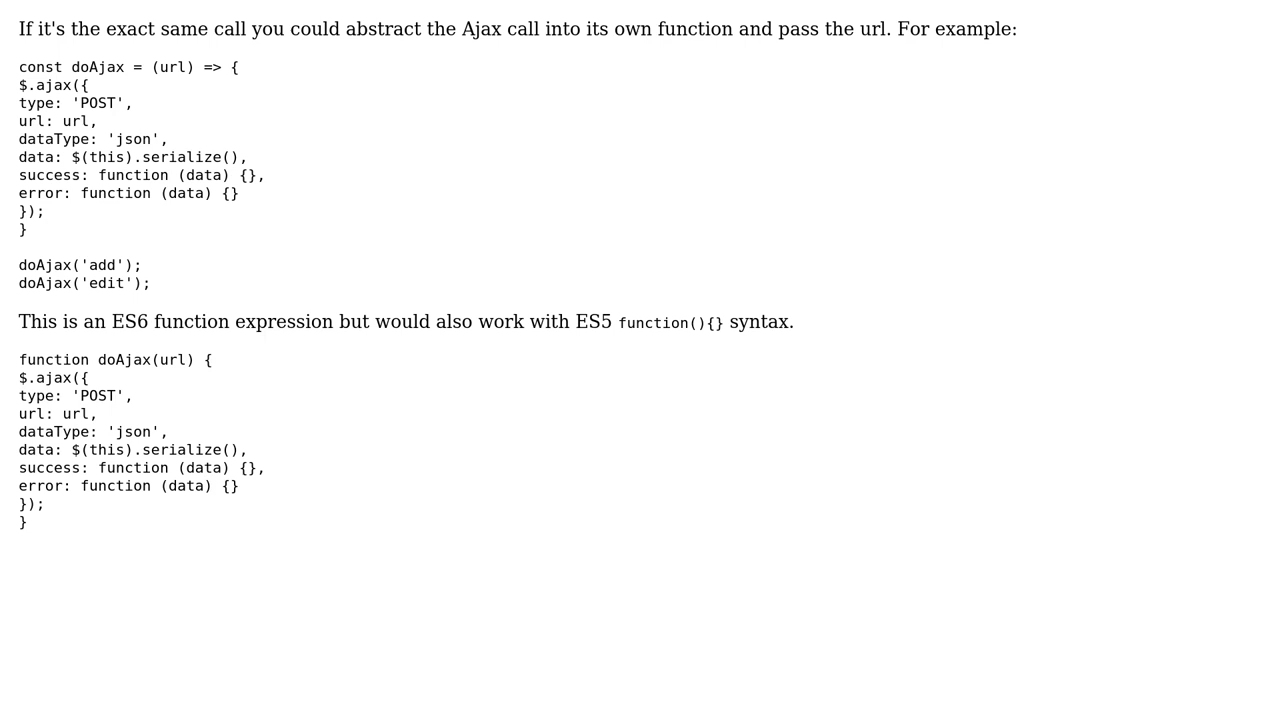 If it's the exact same call you could abstract the Ajax call into its own function and pass the url. For example:
const doAjax = (url) => {
$.ajax({
type: 'POST',
url: url,
dataType: 'json',
data: $(this).serialize(),
success: function (data) {},
error: function (data) {}
});
}
doAjax('add');
doAjax('edit');
This is an ES6 function expression but would also work with ES5 function(){} syntax.
function doAjax(url) {
$.ajax({
type: 'POST',
url: url,
dataType: 'json',
data: $(this).serialize(),
success: function (data) {},
error: function (data) {}
});
}